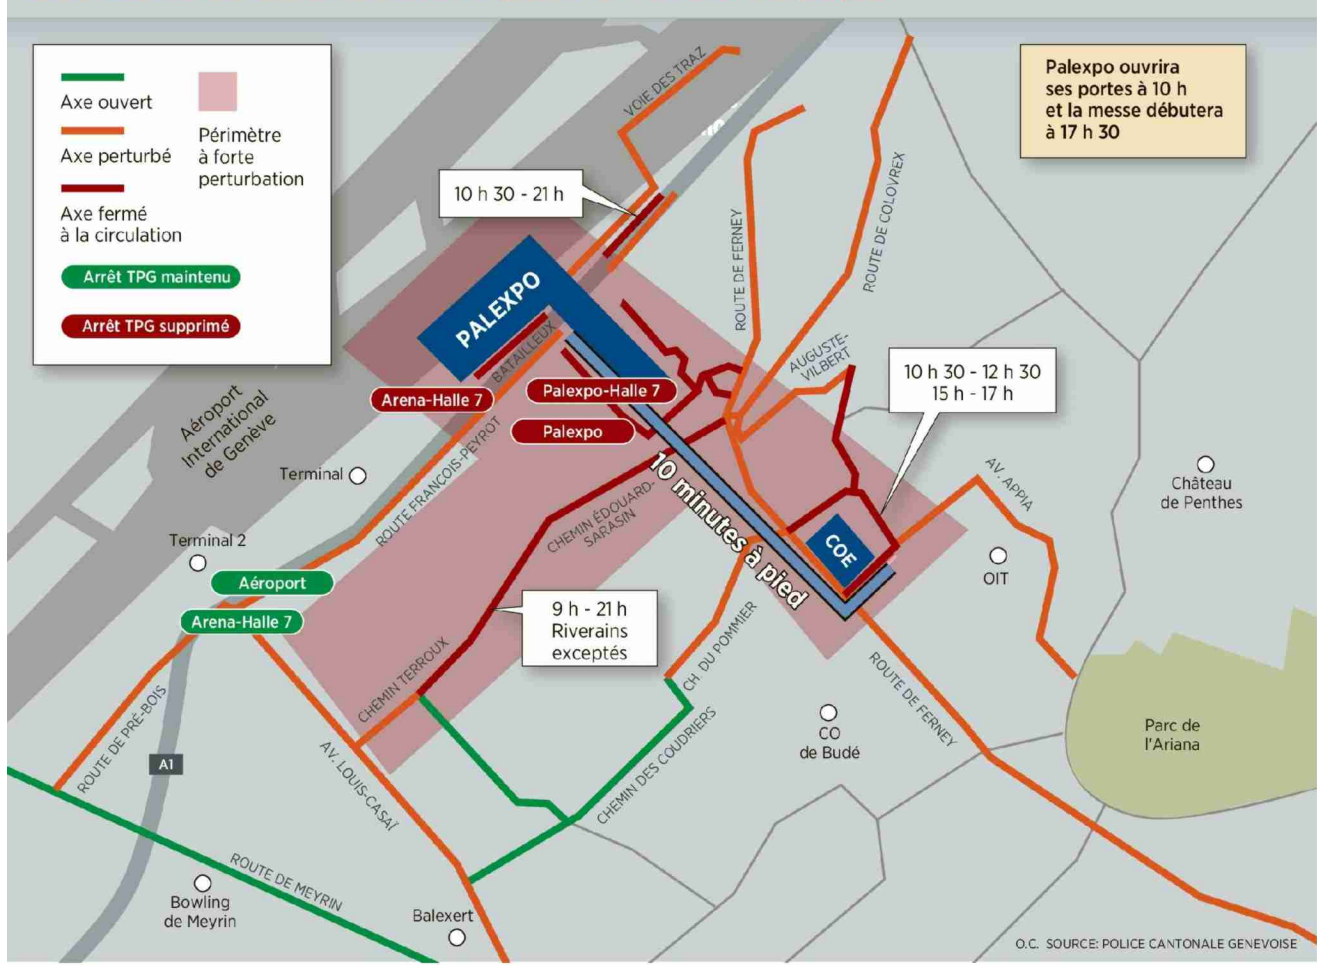 Axe ouvert
Axe perturbé
Axe fermé
à la circulation
Périmètre
à forte
perturbation
Arrêt TPG maintenu
Arrêt TPG supprimé
Palexpo ouvrira
ses portes à 10 h
et la messe débutera
à 17 h 30
VOIE DES TRAZ
10 h 30 - 21 h
PALEXPO
ROUTE DE FERNEY
ROUTE DE COLOVREX
AUGUSTE-
VILBERT
10 h 30 - 12 h 30
15 h - 17 h
BATAILLEUX
Arena-Halle 7
Palexpo-Halle 7
Palexpo
Aéroport
International
de Genève
Terminal
ROUTE FRANÇOIS-PEYROT
10 minutes à pied
CHEMIN ÉDOUARD-
SARASIN
AV. APPIA
Château
de Penthes
COE
OIT
Terminal 2
Aéroport
Arena-Halle 7
9 h - 21 h
Riverains
exceptés
CH. DU POMMIER
CHEMIN TERROUX
ROUTE DE FERNEY
ROUTE DE PRÉ-BOIS
A1
AV. LOUIS-CASAÏ
CHEMIN DES COUDRIERS
CO
de Budé
Parc de
l'Ariana
ROUTE DE MEYRIN
Bowling
de Meyrin
Balexert
O.C. SOURCE: POLICE CANTONALE GENEVOISE